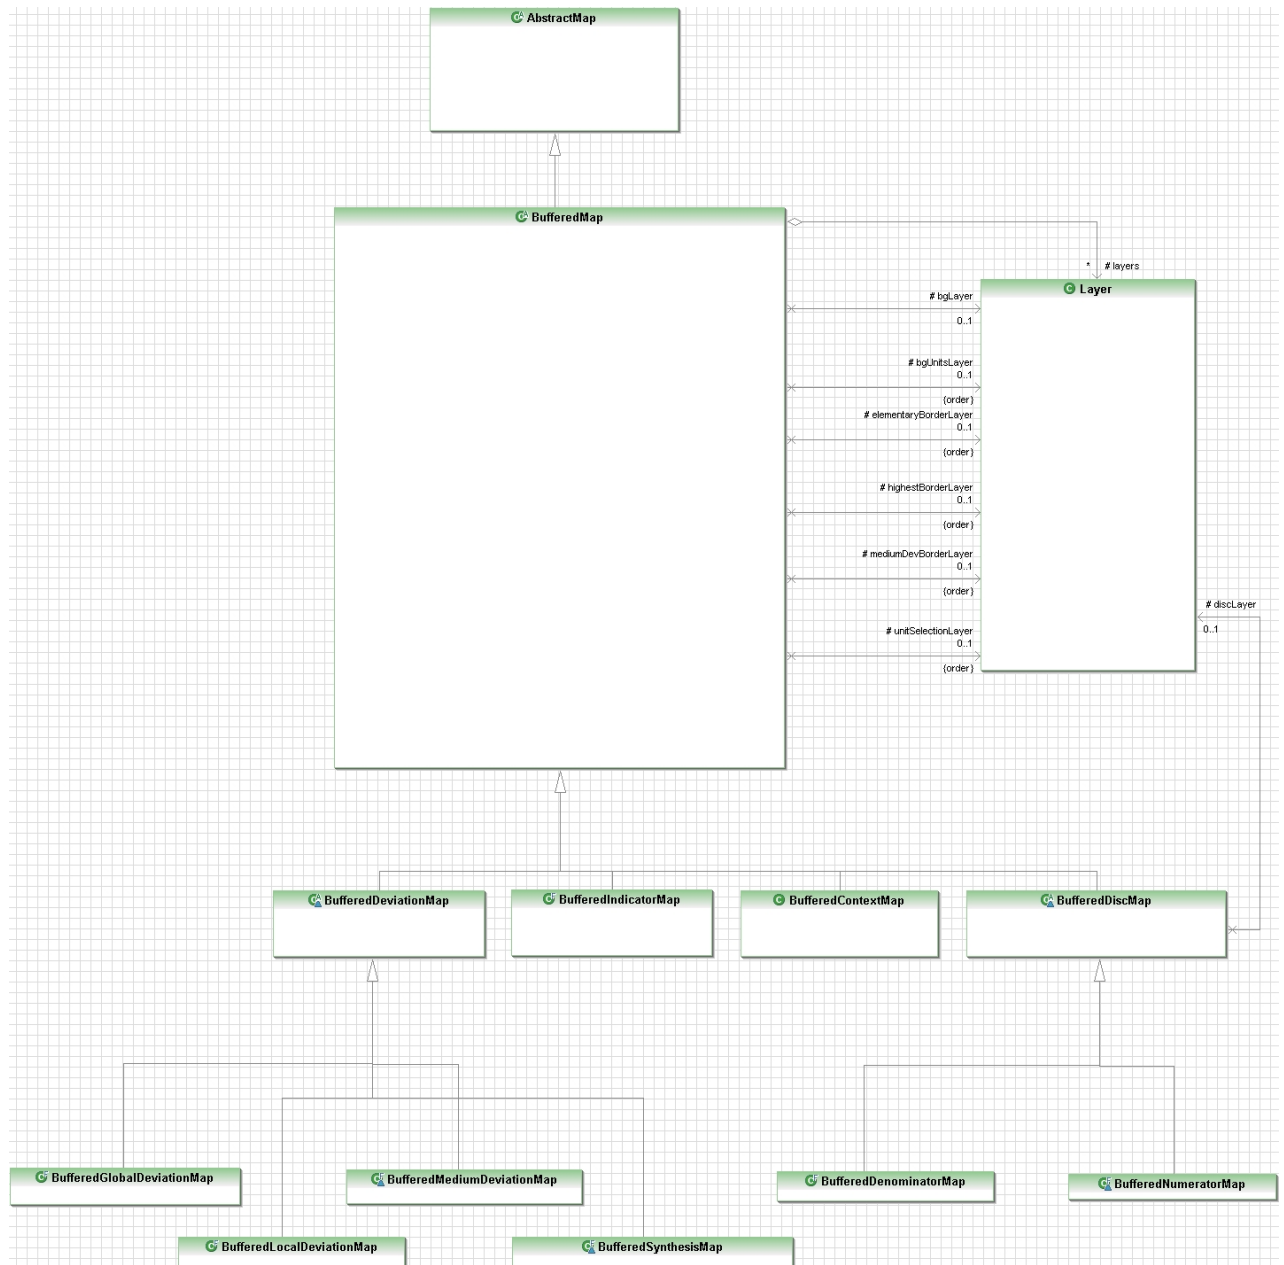 AbstractMap
BufferedMap
* # layers
Layer
# bgLayer
0..1
# bgUnitsLayer
0..1
{order}
# elementaryBorderLayer
0..1
{order}
# highestBorderLayer
0..1
{order}
# mediumDevBorderLayer
0..1
{order}
# discLayer
0..1
# unitSelectionLayer
0..1
{order}
BufferedDeviationMap
BufferedIndicatorMap
BufferedContextMap
BufferedDiscMap
BufferedGlobalDeviationMap
BufferedMediumDeviationMap
BufferedDenominatorMap
BufferedNumeratorMap
BufferedLocalDeviationMap
BufferedSynthesisMap